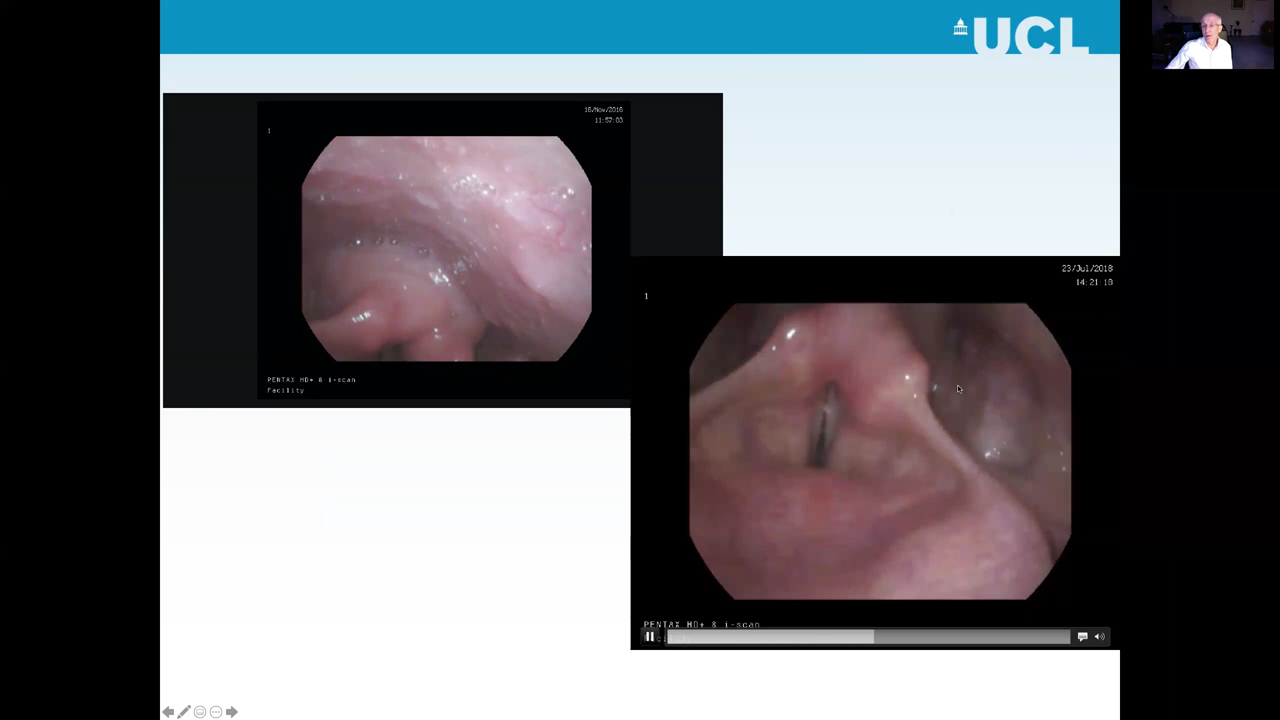 UCL
16/Nov/2016
11:57:03
1
PENTAX HD+ & i-scan
Facility
23/Jul/2018
14:21:18
1
PENTAX HD+ & i-scan